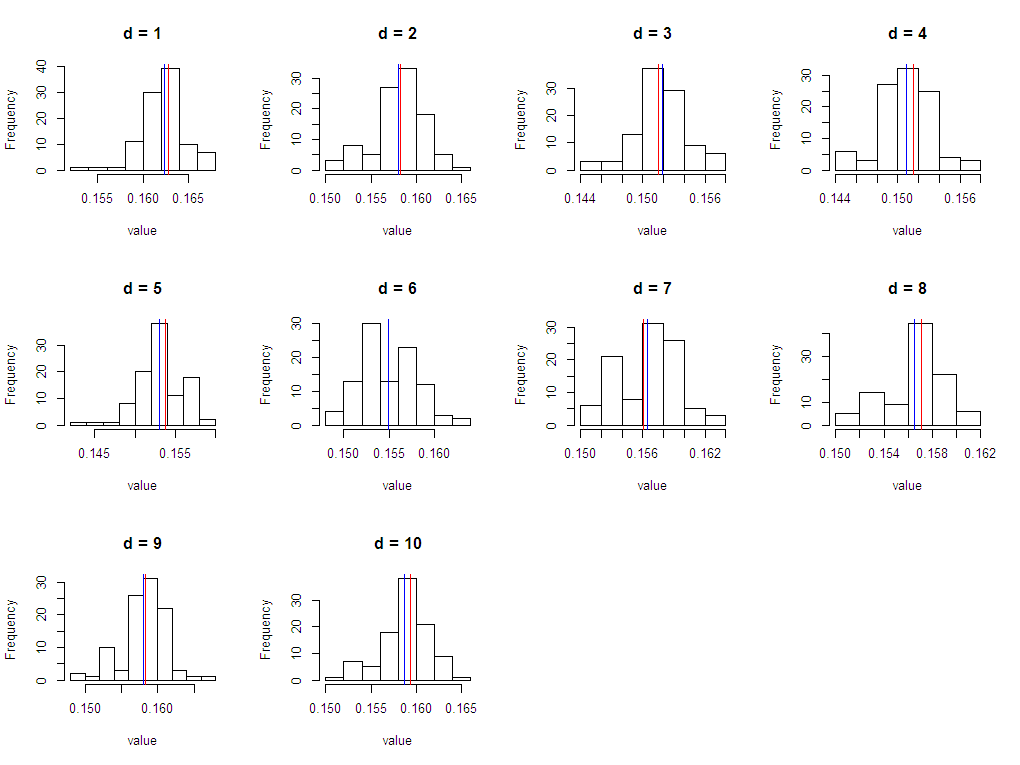 d = 1
Frequency
0 10 20 30 40
0.155 0.160 0.165
value
d = 2
Frequency
0 10 20 30
0.150 0.155 0.160 0.165
value
d = 3
Frequency
0 10 20 30
0.144 0.150 0.156
value
d = 4
Frequency
0 10 20 30
0.144 0.150 0.156
value
d = 5
Frequency
0 10 20 30
0.145 0.155
value
d = 6
Frequency
0 10 20 30
0.150 0.155 0.160
value
d = 7
Frequency
0 10 20 30
0.150 0.156 0.162
value
d = 8
Frequency
0 10 30
0.150 0.154 0.158 0.162
value
d = 9
Frequency
0 10 20 30
0.150 0.160
value
d = 10
Frequency
0 10 20 30
0.150 0.155 0.160 0.165
value